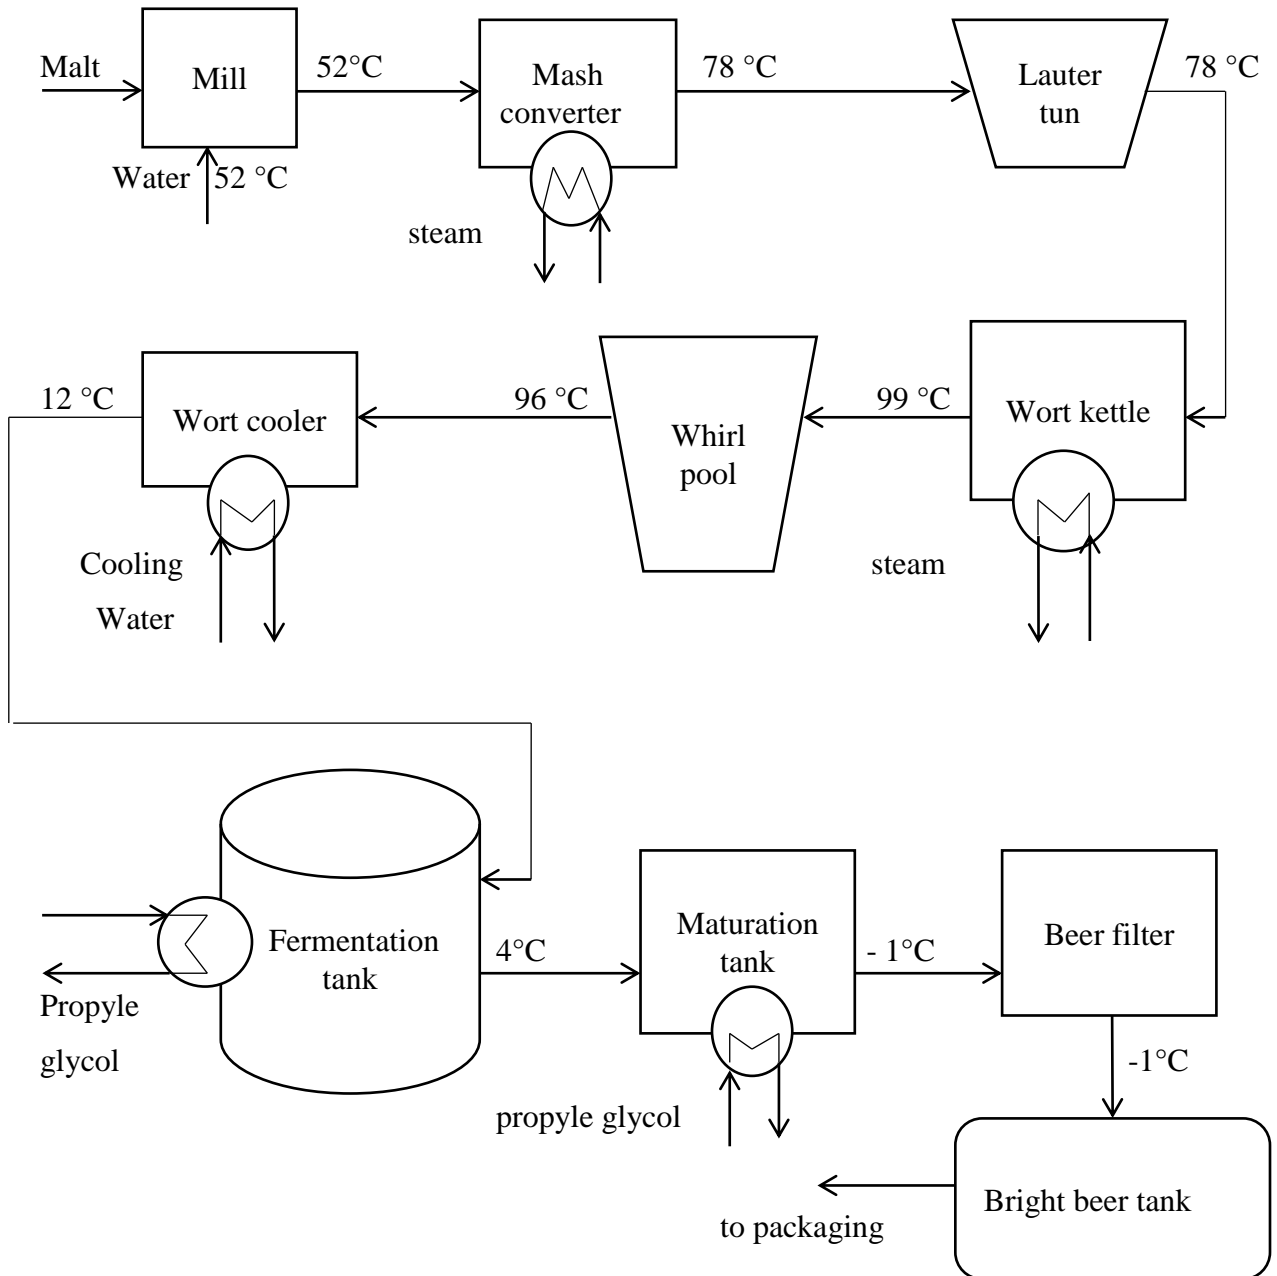 Malt
Mill
52°C
Water
52 °C
Mash
converter
steam
78 °C
Lauter
tun
78 °C
Wort kettle
steam
99 °C
Whirl
pool
96 °C
Wort cooler
Cooling
Water
12 °C
Fermentation
tank
Propyle
glycol
4°C
Maturation
tank
propyle glycol
- 1°C
Beer filter
-1°C
Bright beer tank
to packaging